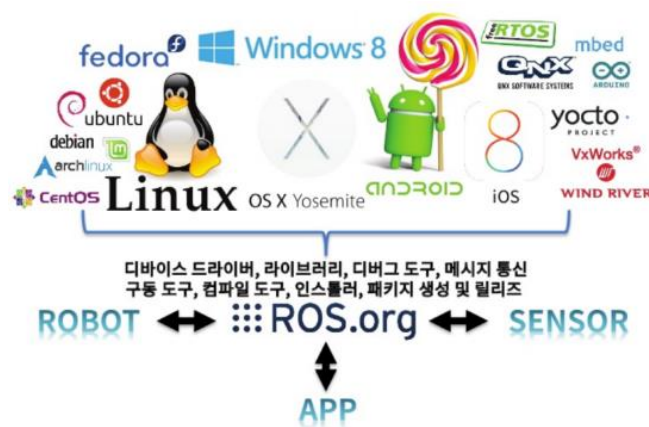 fedora
Windows 8
free
RTOS
mbed
QNX
QNX SOFTWARE SYSTEMS
ARDUINO
ubuntu
debian
archlinux
CentOS
Linux
X
OS X Yosemite
android
8
iOS
yocto
PROJECT
VxWorks®
WIND RIVER
디바이스 드라이버, 라이브러리, 디버그 도구, 메시지 통신
구동 도구, 컴파일 도구, 인스톨러, 패키지 생성 및 릴리즈
ROBOT
ROS.org
SENSOR
APP